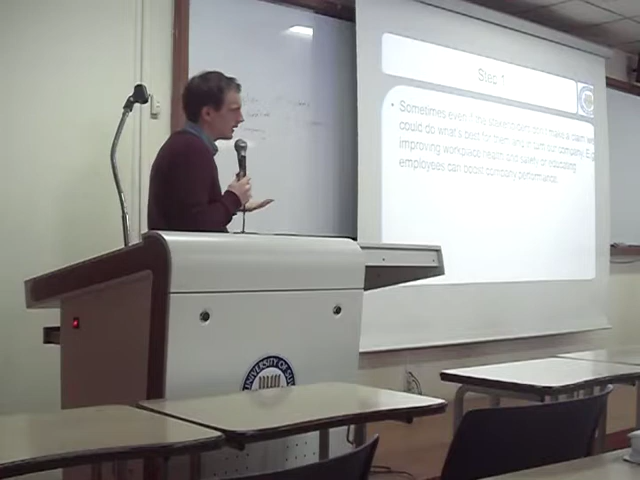 Step 1
• Sometimes even if the stakeholders don't make a claim we
could do what's best for them and in turn our company. E.g.
improving workplace health and safety or educating
employees can boost company performance.
UNIVERSITY OF SU